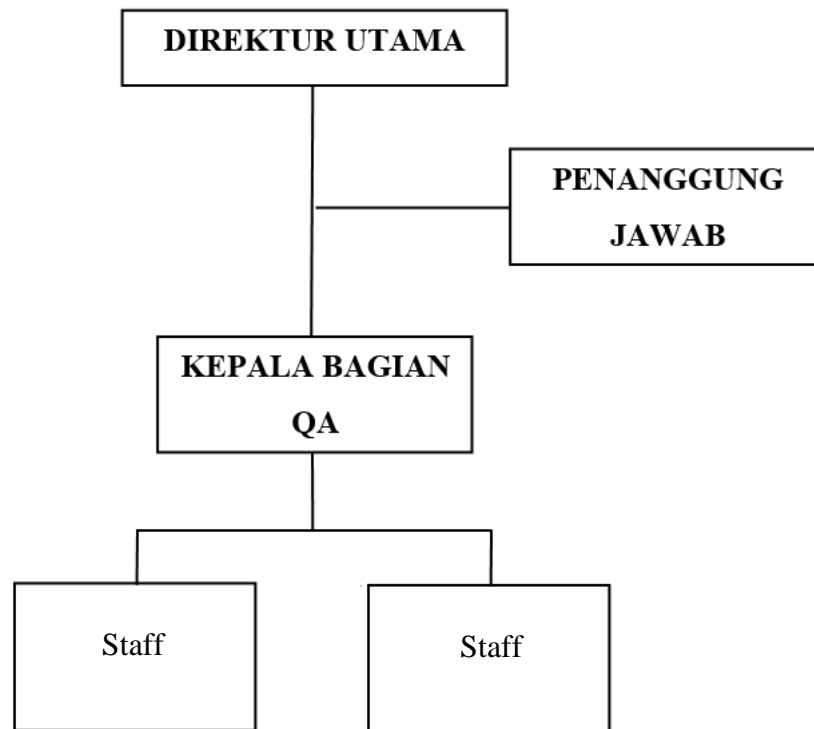 DIREKTUR UTAMA
PENANGGUNG
JAWAB
KEPALA BAGIAN
QA
Staff
Staff